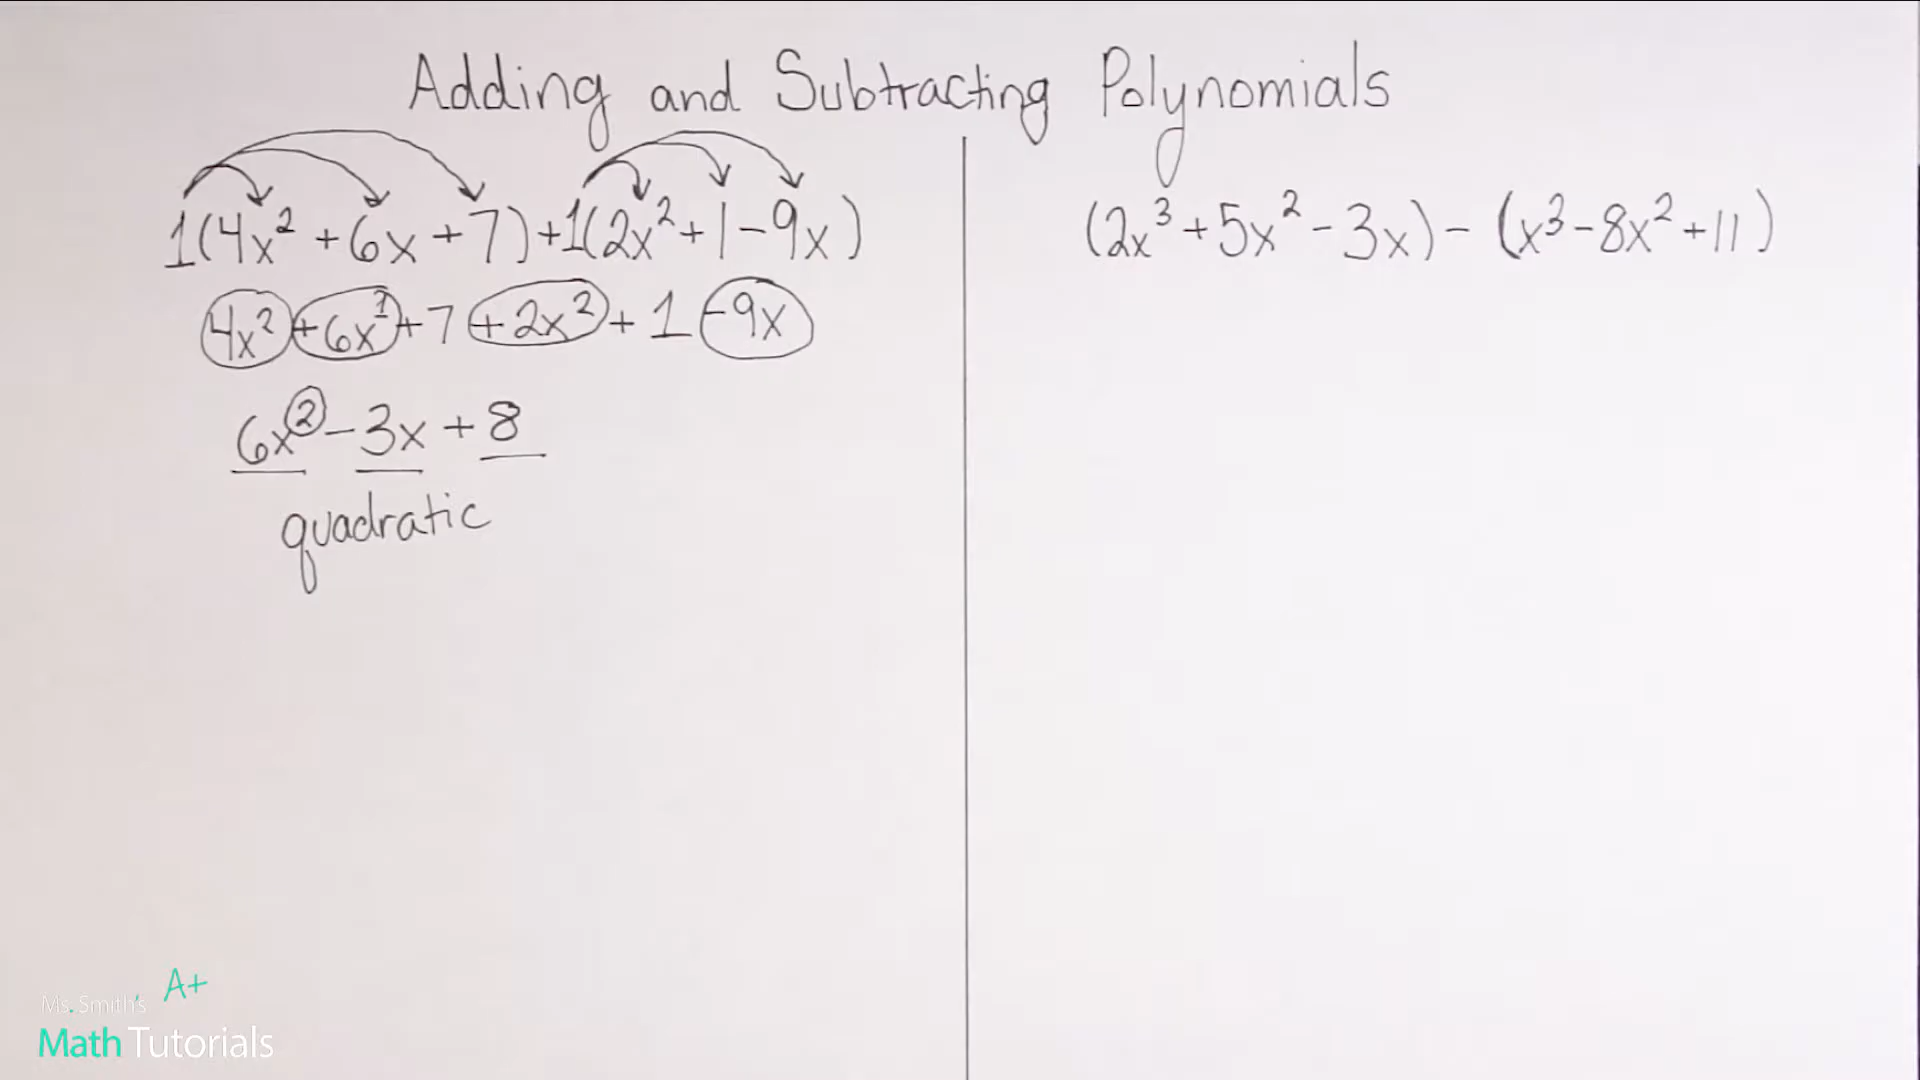 Adding and Subtracting Polynomials
1(4x² + 6x + 7) + 1(2x² + 1 - 9x)
4x² + 6x¹ + 7 + 2x² + 1 - 9x
6x² - 3x + 8
quadratic
(2x³ + 5x² - 3x) - (x³ - 8x² + 11)
A+
Ms. Smith's
Math Tutorials